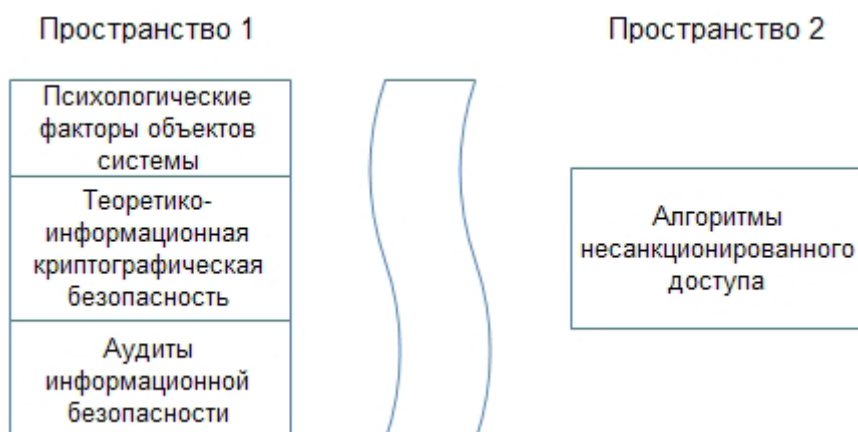 Пространство 1
Пространство 2
Психологические
факторы объектов
системы
Теоретико-
информационная
криптографическая
безопасность
Аудиты
информационной
безопасности
Алгоритмы
несанкционированного
доступа